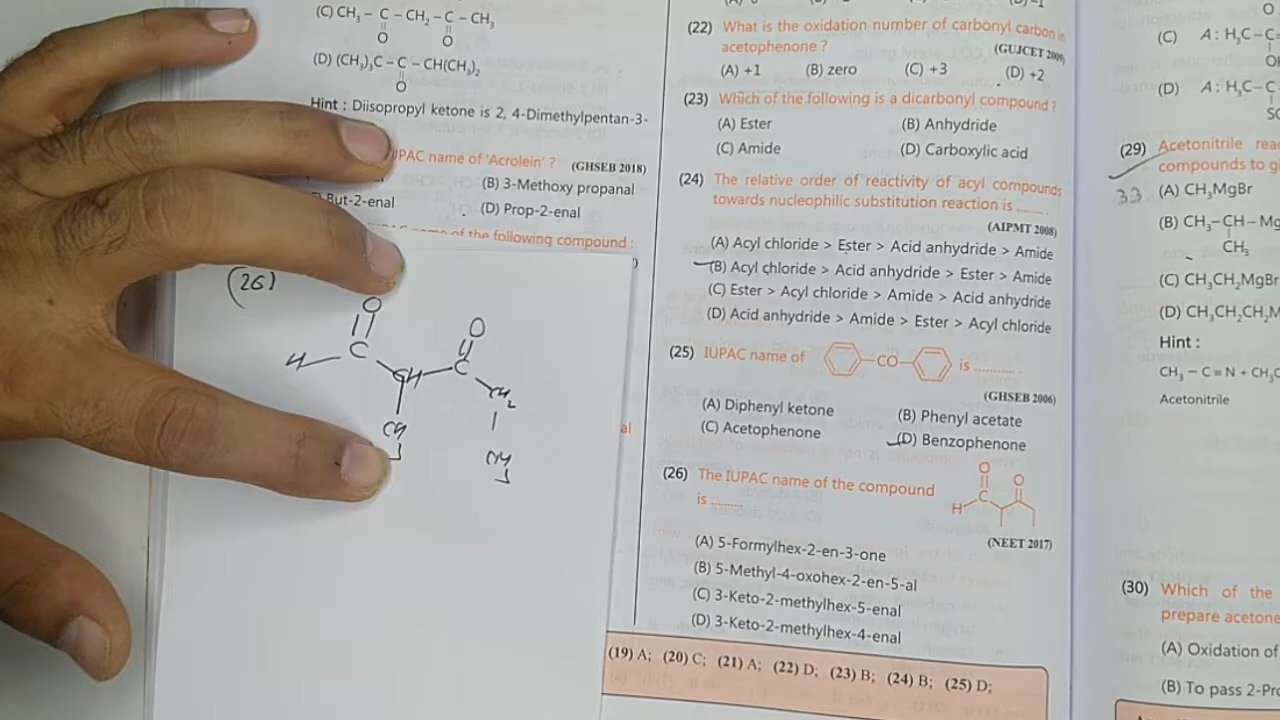 (C) CH₃ – C – CH₂ – C – CH₃
O O
(D) (CH₃)₃C – C – CH(CH₃)₂
O
Hint : Diisopropyl ketone is 2, 4-Dimethylpentan-3-
IUPAC name of 'Acrolein' ? (GHSEB 2018)
(B) 3-Methoxy propanal
But-2-enal (D) Prop-2-enal
name of the following compound :
(26)
O
O
H C CH C CH₂
CH₃ CH₃
al
(22) What is the oxidation number of carbonyl carbon in
acetophenone ? (GUJCET 2009)
(A) +1 (B) zero (C) +3 (D) +2
(23) Which of the following is a dicarbonyl compound ?
(A) Ester (B) Anhydride
(C) Amide (D) Carboxylic acid
(24) The relative order of reactivity of acyl compounds
towards nucleophilic substitution reaction is ........ .
(AIPMT 2008)
(A) Acyl chloride > Ester > Acid anhydride > Amide
(B) Acyl chloride > Acid anhydride > Ester > Amide
(C) Ester > Acyl chloride > Amide > Acid anhydride
(D) Acid anhydride > Amide > Ester > Acyl chloride
(25) IUPAC name of –CO– is ........... .
(GHSEB 2006)
(A) Diphenyl ketone (B) Phenyl acetate
(C) Acetophenone (D) Benzophenone
(26) The IUPAC name of the compound
is .........
O O
H C
(NEET 2017)
(A) 5-Formylhex-2-en-3-one
(B) 5-Methyl-4-oxohex-2-en-5-al
(C) 3-Keto-2-methylhex-5-enal
(D) 3-Keto-2-methylhex-4-enal
(19) A; (20) C; (21) A; (22) D; (23) B; (24) B; (25) D;
O
(C) A : H₃C – C
(D) A : H₃C – C
(29) Acetonitrile
compounds to
33 (A) CH₃MgBr
(B) CH₃–CH –
CH₃
(C) CH₃CH₂MgBr
(D) CH₃CH₂CH₂
Hint :
CH₃ – C ≡ N +
Acetonitrile
(30) Which of the
prepare
(A) Oxidation of
(B) To pass